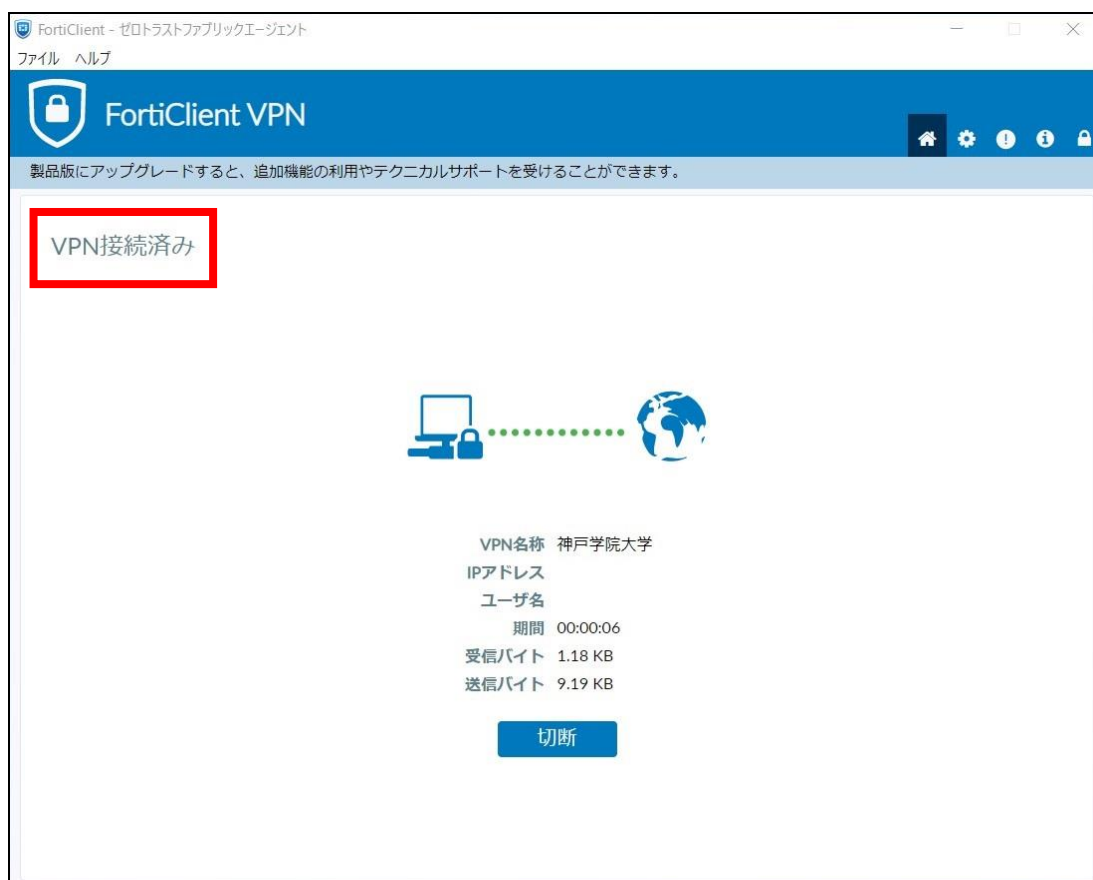 FortiClient - ゼロトラストファブリックエージェント
ファイル ヘルプ
FortiClient VPN
製品版にアップグレードすると、追加機能の利用やテクニカルサポートを受けることができます。
VPN接続済み
VPN名称 神戸学院大学
IPアドレス
ユーザ名
期間 00:00:06
受信バイト 1.18 KB
送信バイト 9.19 KB
切断